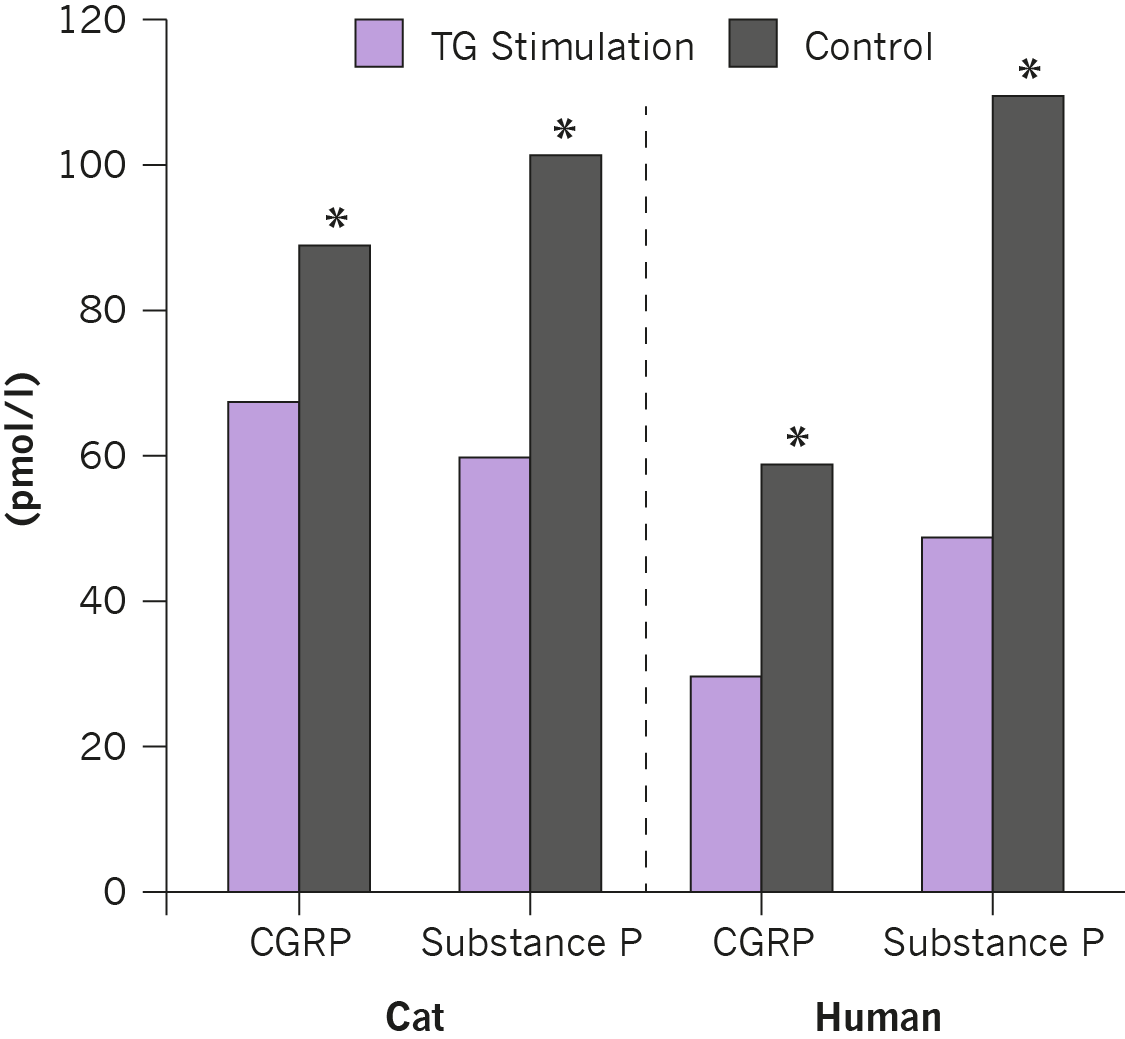 TG Stimulation Control
120
100
80
60
40
20
0
(pmol/l)
* * * *
CGRP Substance P CGRP Substance P
Cat Human